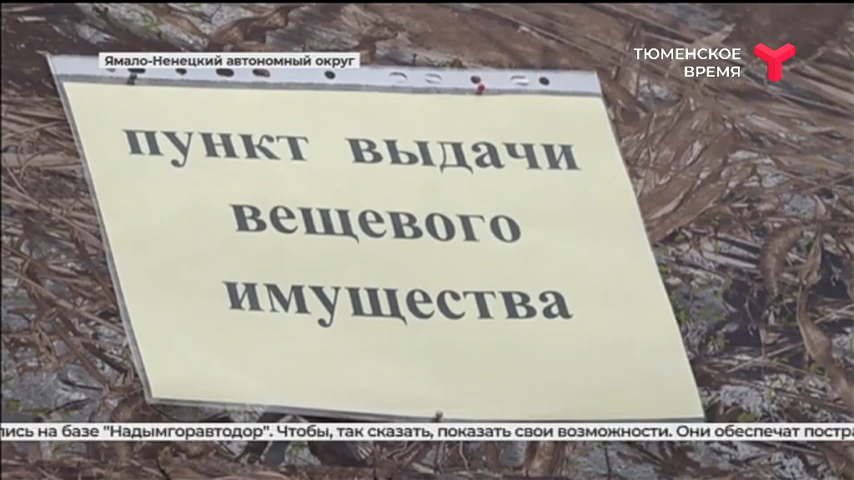 Ямало-Ненецкий автономный округ
ТЮМЕНСКОЕ
ВРЕМЯ
пункт выдачи
вещевого
имущества
лись на базе "Надымгоравтодор". Чтобы, так сказать, показать свои возможности. Они обеспечат постра